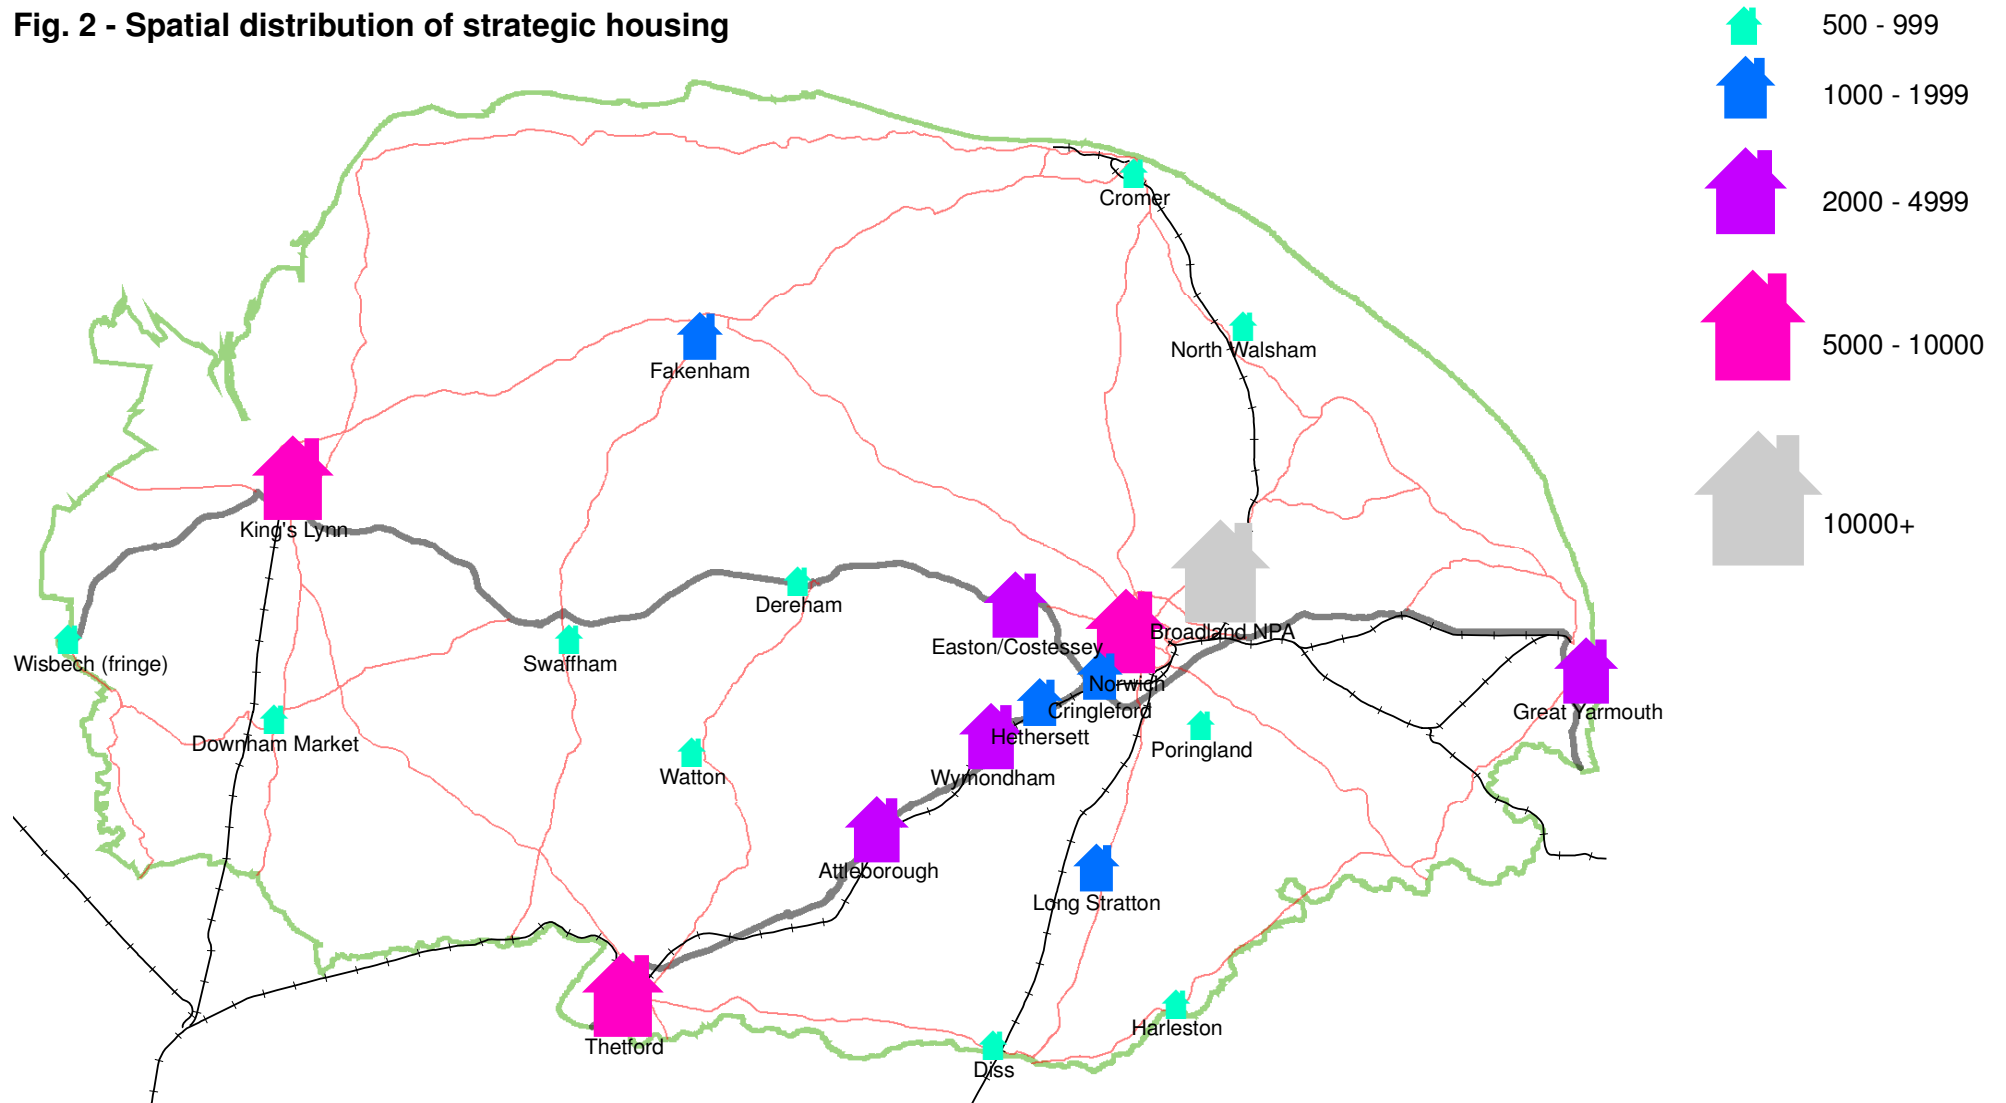 Fig. 2 - Spatial distribution of strategic housing
500 - 999
1000 - 1999
2000 - 4999
5000 - 10000
10000+
Cromer
North Walsham
Fakenham
King's Lynn
Dereham
Broadland NPA
Easton/Costessey
Wisbech (fringe)
Swaffham
Norwich
Cringleford
Great Yarmouth
Hethersett
Downham Market
Poringland
Watton
Wymondham
Attleborough
Long Stratton
Harleston
Thetford
Diss